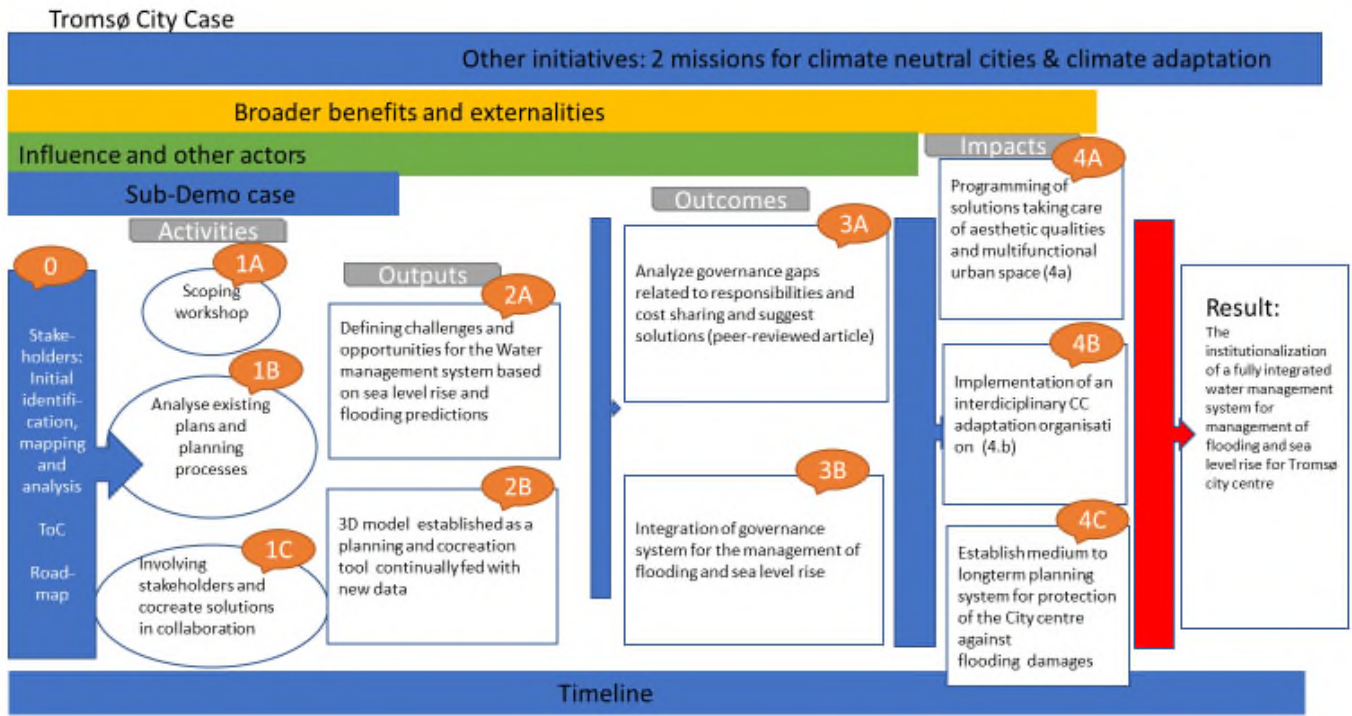 Tromsø City Case
Other initiatives: 2 missions for climate neutral cities & climate adaptation
Broader benefits and externalities
Influence and other actors
Sub-Demo case
0
Stake-
holders:
Initial
identifi-
cation,
mapping
and
analysis
ToC
Road-
map
Activities
1A
Scoping
workshop
1B
Analyse existing
plans and
planning
processes
1C
Involving
stakeholders and
cocreate solutions
in collaboration
Outputs
2A
Defining challenges and
opportunities for the Water
management system based
on sea level rise and
flooding predictions
2B
3D model established as a
planning and cocreation
tool continually fed with
new data
Outcomes
3A
Analyze governance gaps
related to responsibilities and
cost sharing and suggest
solutions (peer-reviewed article)
3B
Integration of governance
system for the management of
flooding and sea level rise
Impacts
4A
Programming of
solutions taking care
of aesthetic qualities
and multifunctional
urban space (4a)
4B
Implementation of an
interdiciplinary CC
adaptation organisati
on (4.b)
4C
Establish medium to
longterm planning
system for protection
of the City centre
against
flooding damages
Result:
The
institutionalization
of a fully integrated
water management
system for
management of
flooding and sea
level rise for Tromsø
city centre
Timeline